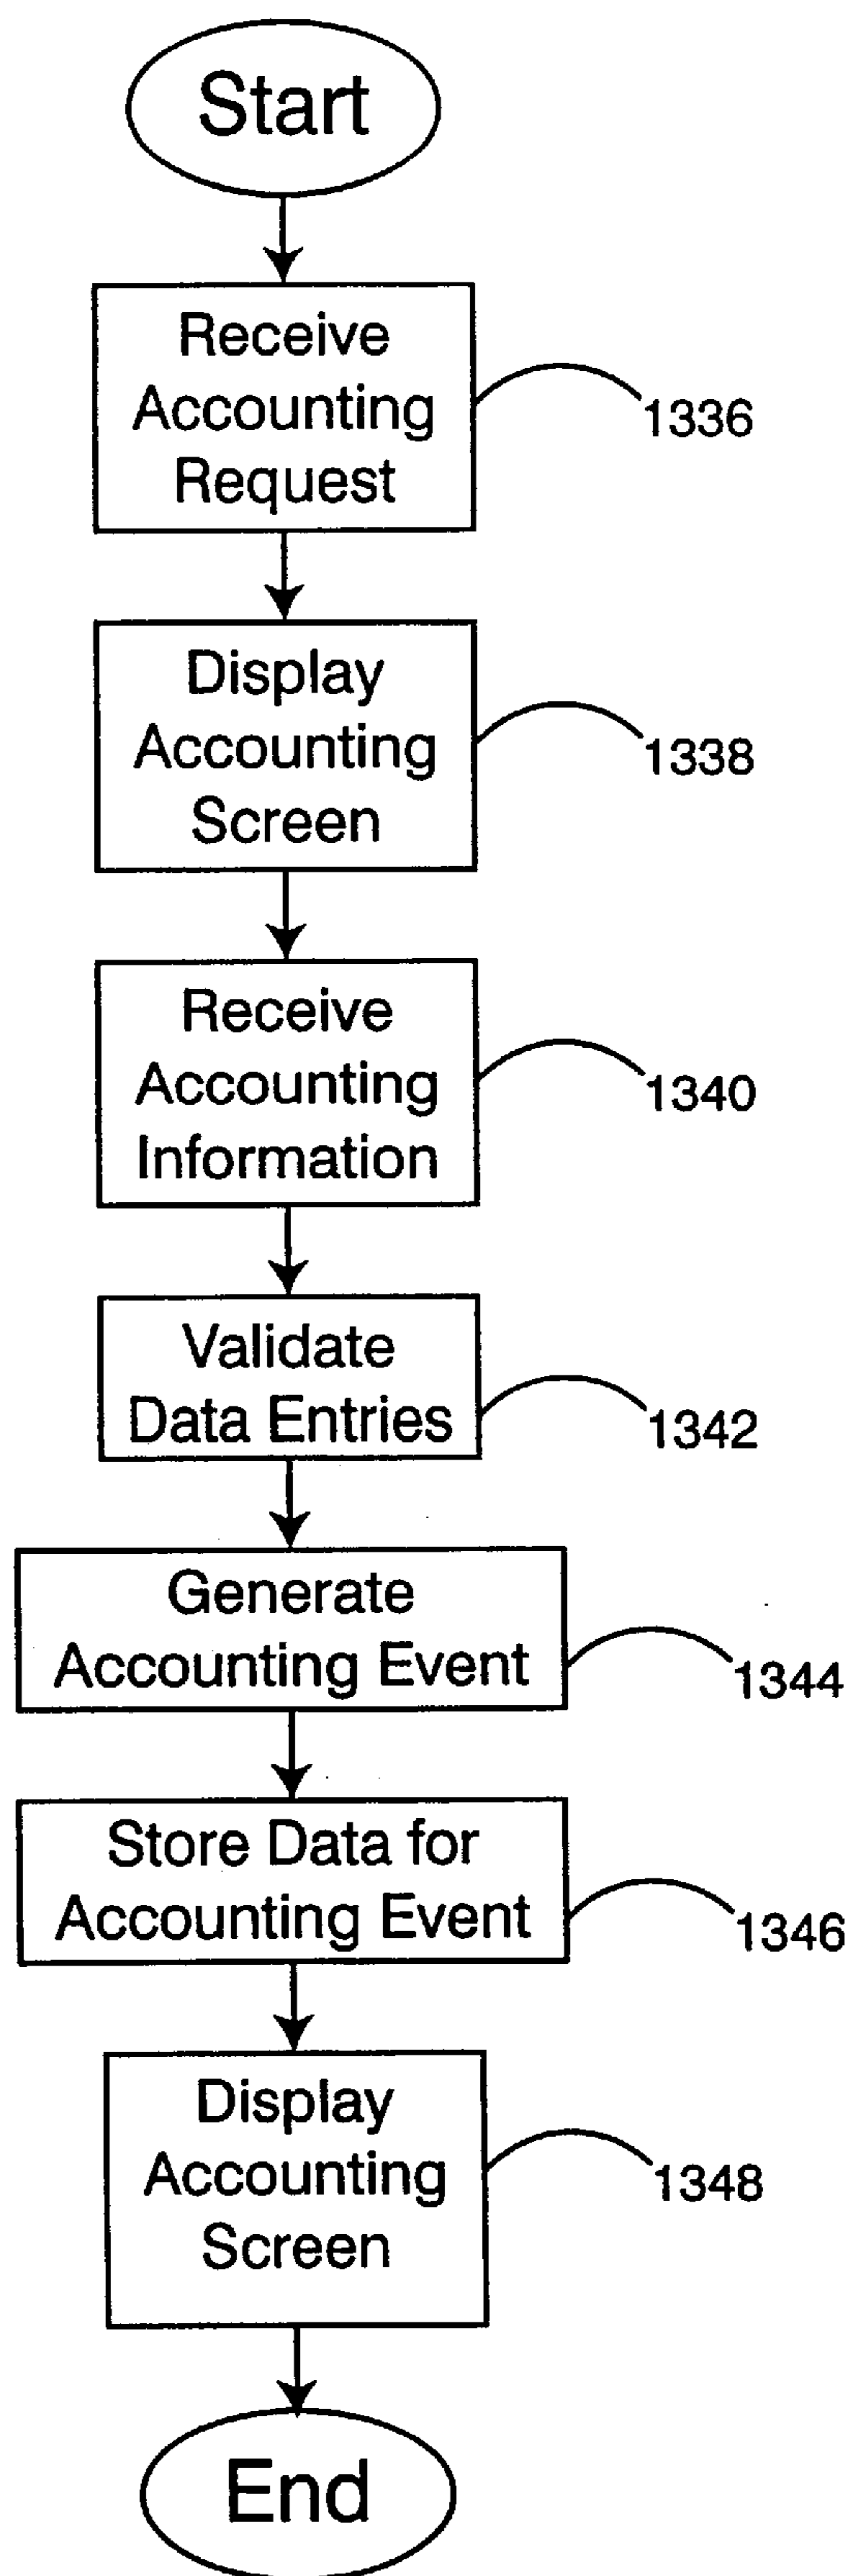 Start
Receive
Accounting
Request
1336
Display
Accounting
Screen
1338
Receive
Accounting
Information
1340
Validate
Data Entries
1342
Generate
Accounting Event
1344
Store Data for
Accounting Event
1346
Display
Accounting
Screen
1348
End